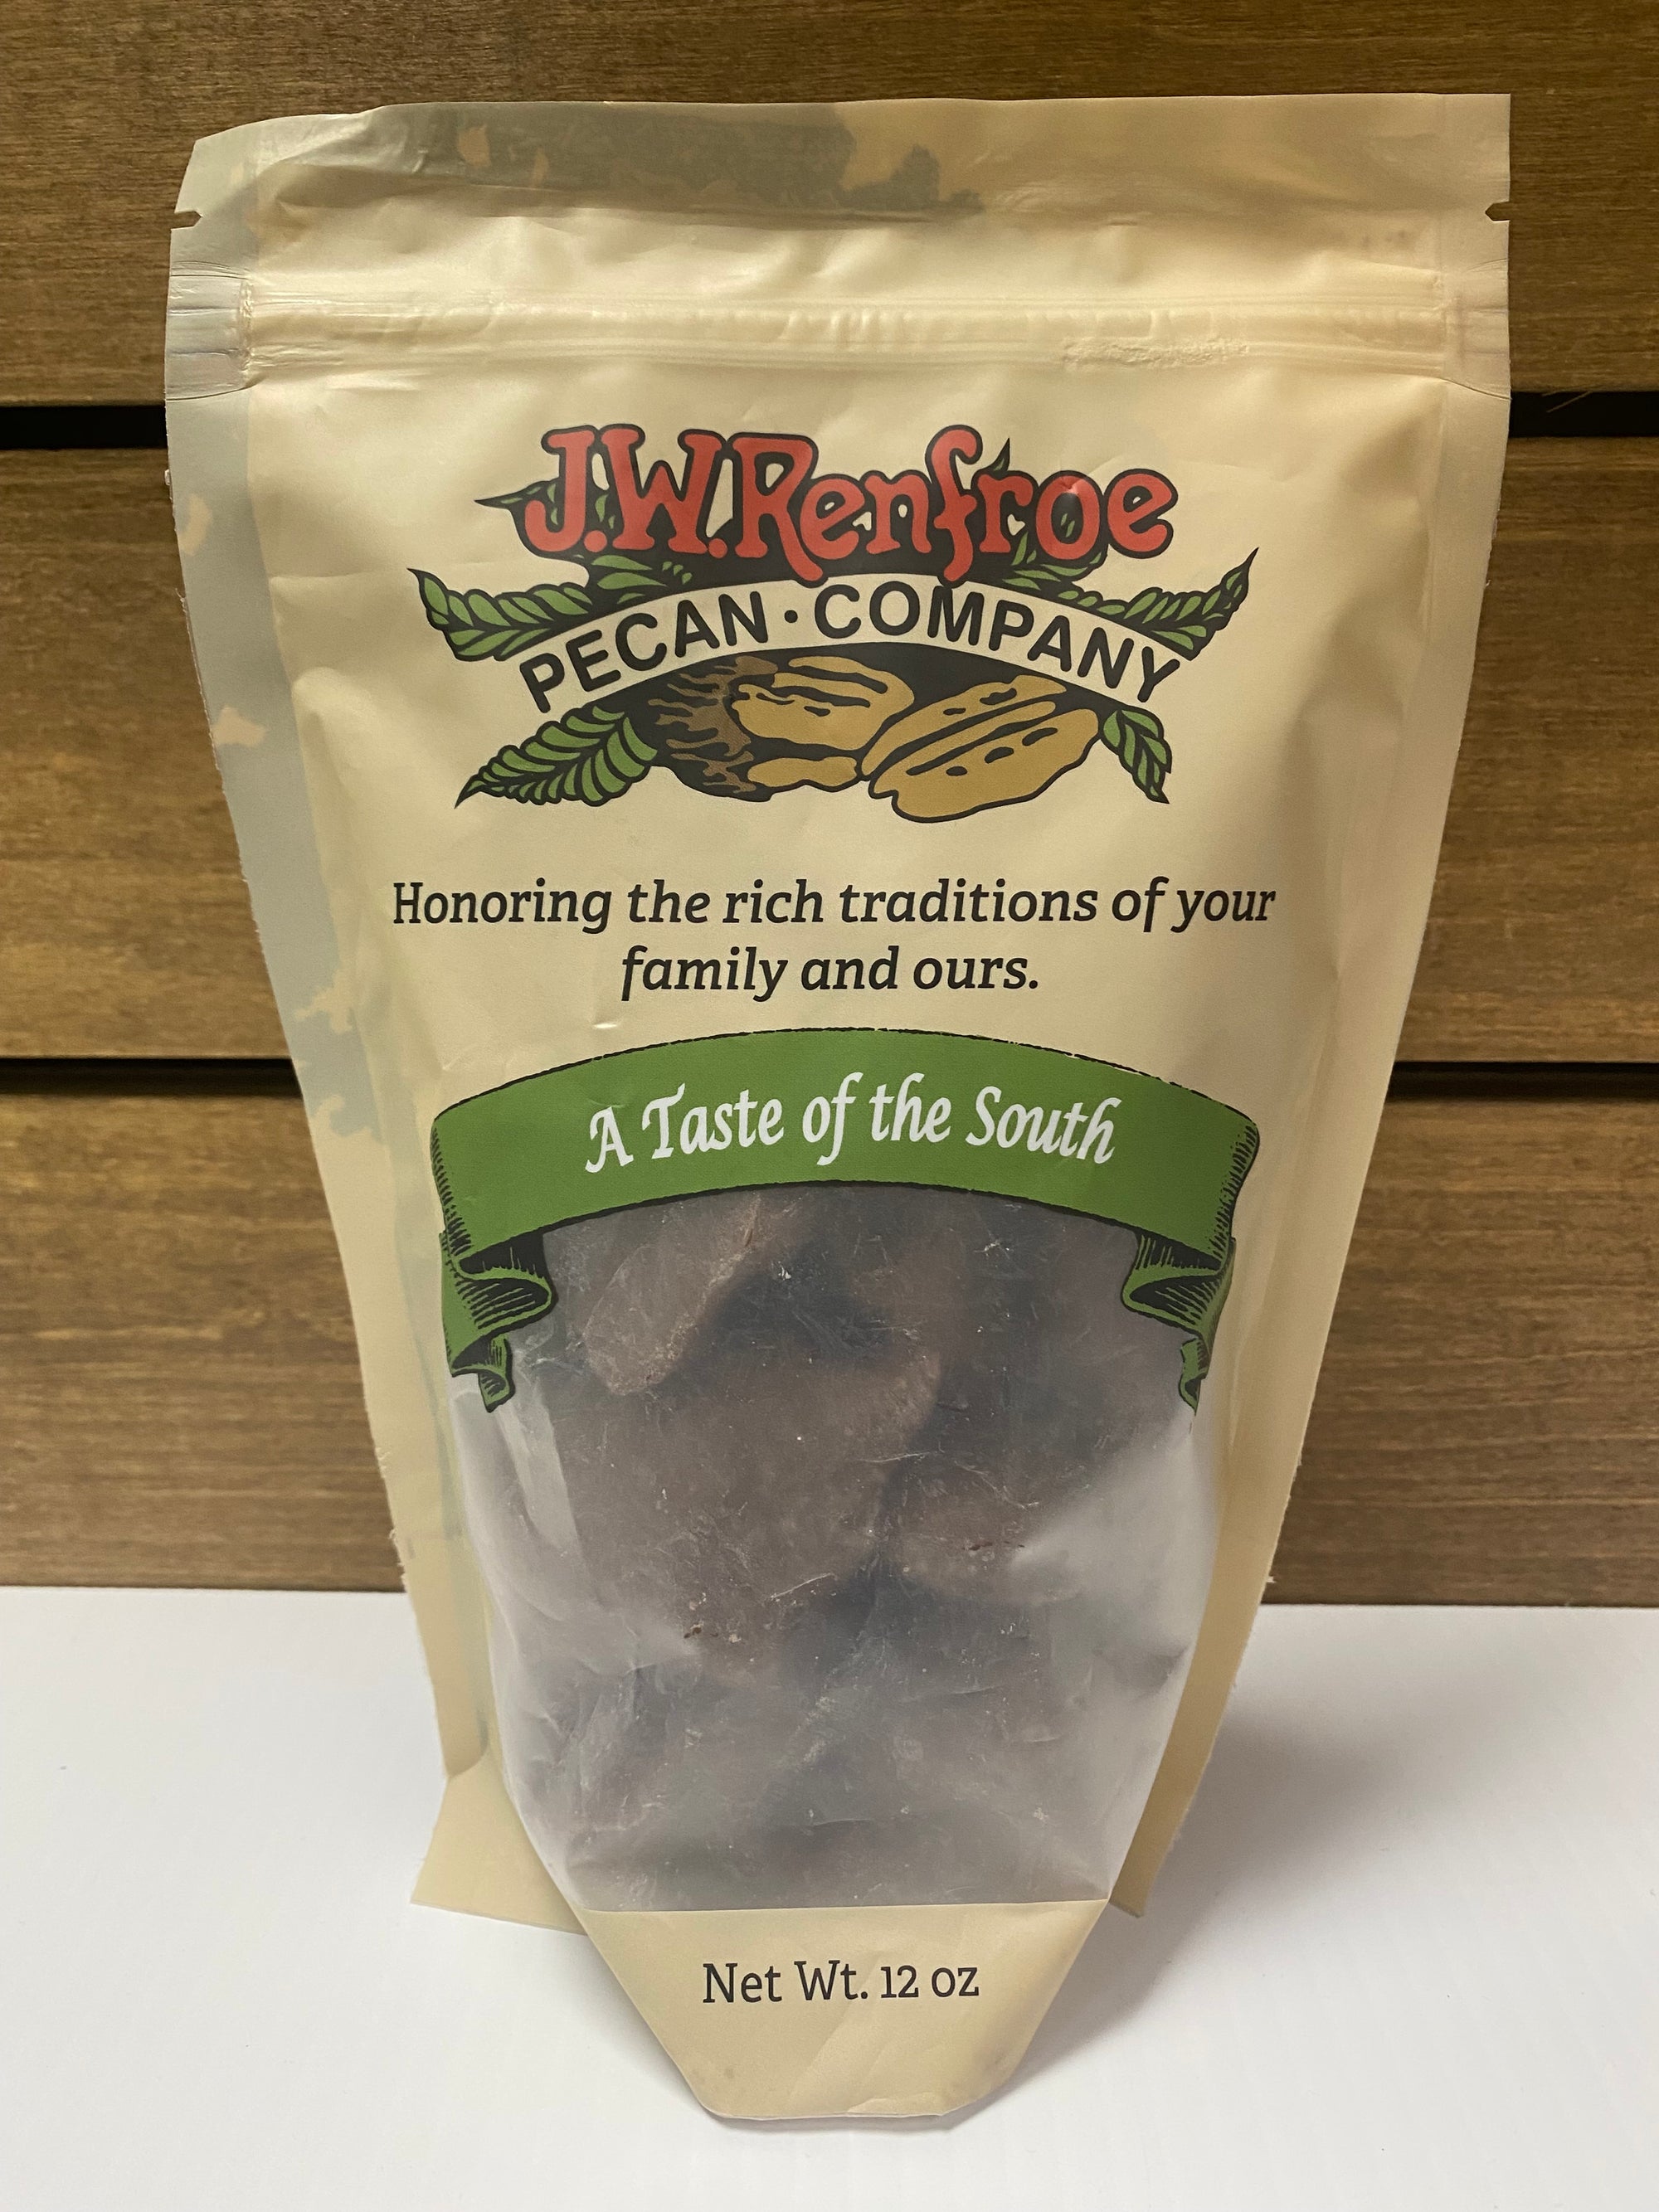 J.W. Renfroe
PECAN · COMPANY
Honoring the rich traditions of your
family and ours.
A Taste of the South
Net Wt. 12 oz